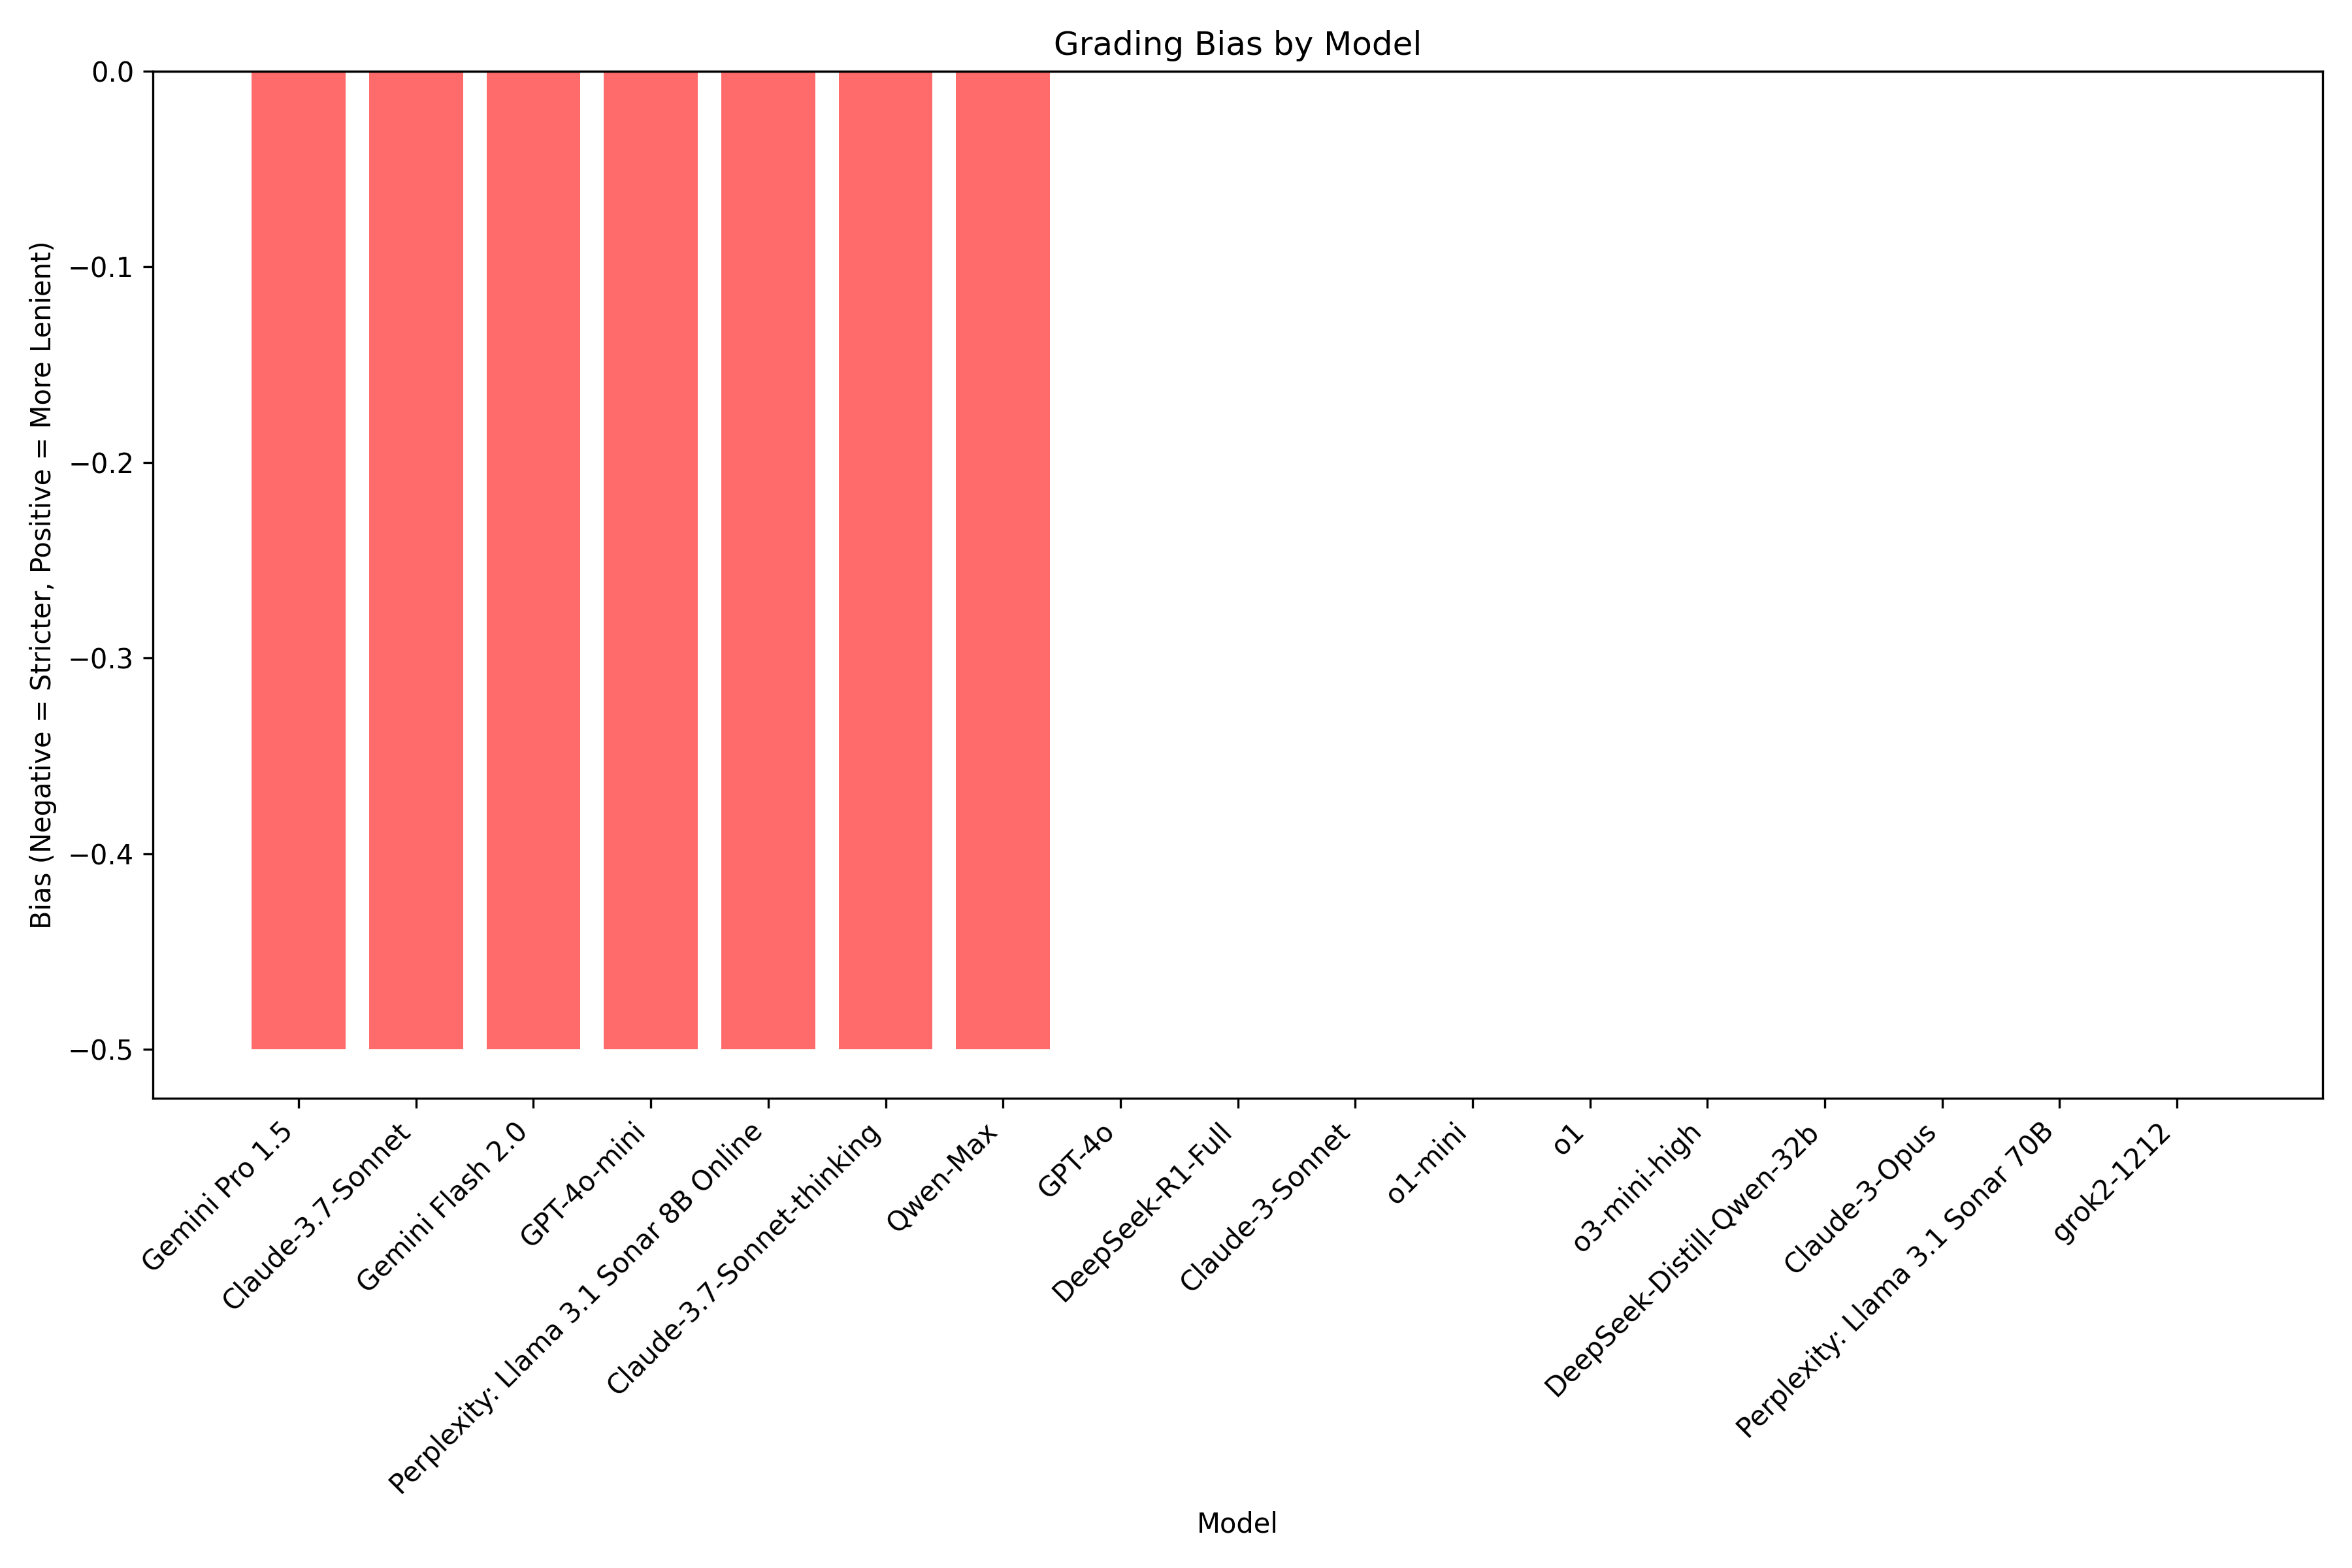 Grading Bias by Model
Bias (Negative = Stricter, Positive = More Lenient)
0.0
−0.1
−0.2
−0.3
−0.4
−0.5
Gemini Pro 1.5
Claude-3.7-Sonnet
Gemini Flash 2.0
GPT-4o-mini
Perplexity: Llama 3.1 Sonar 8B Online
Claude-3.7-Sonnet-thinking
Qwen-Max
GPT-4o
DeepSeek-R1-Full
Claude-3-Sonnet
o1-mini
o1
o3-mini-high
DeepSeek-Distill-Qwen-32b
Claude-3-Opus
Perplexity: Llama 3.1 Sonar 70B
grok2-1212
Model